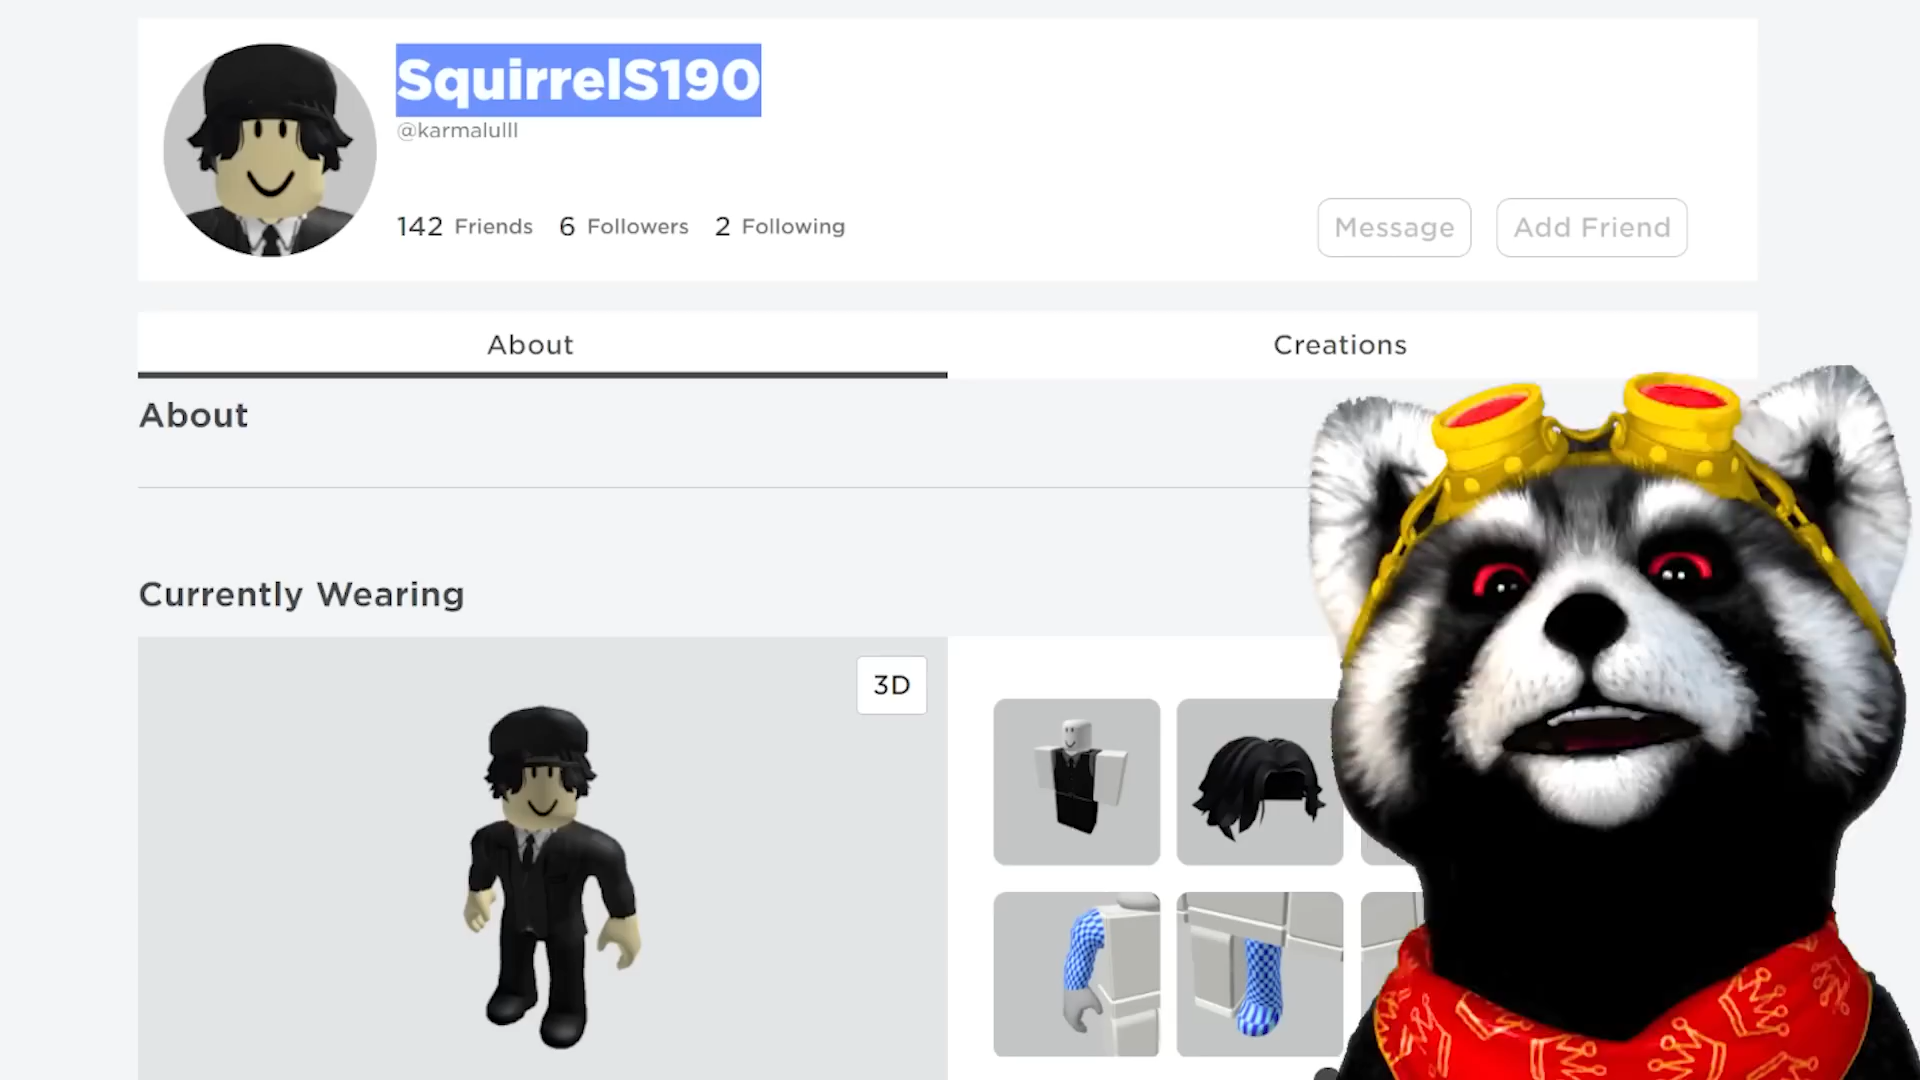 SquirrelS190
@karmalulll
142 Friends 6 Followers 2 Following
Message Add Friend
About Creations
About
Currently Wearing
3D